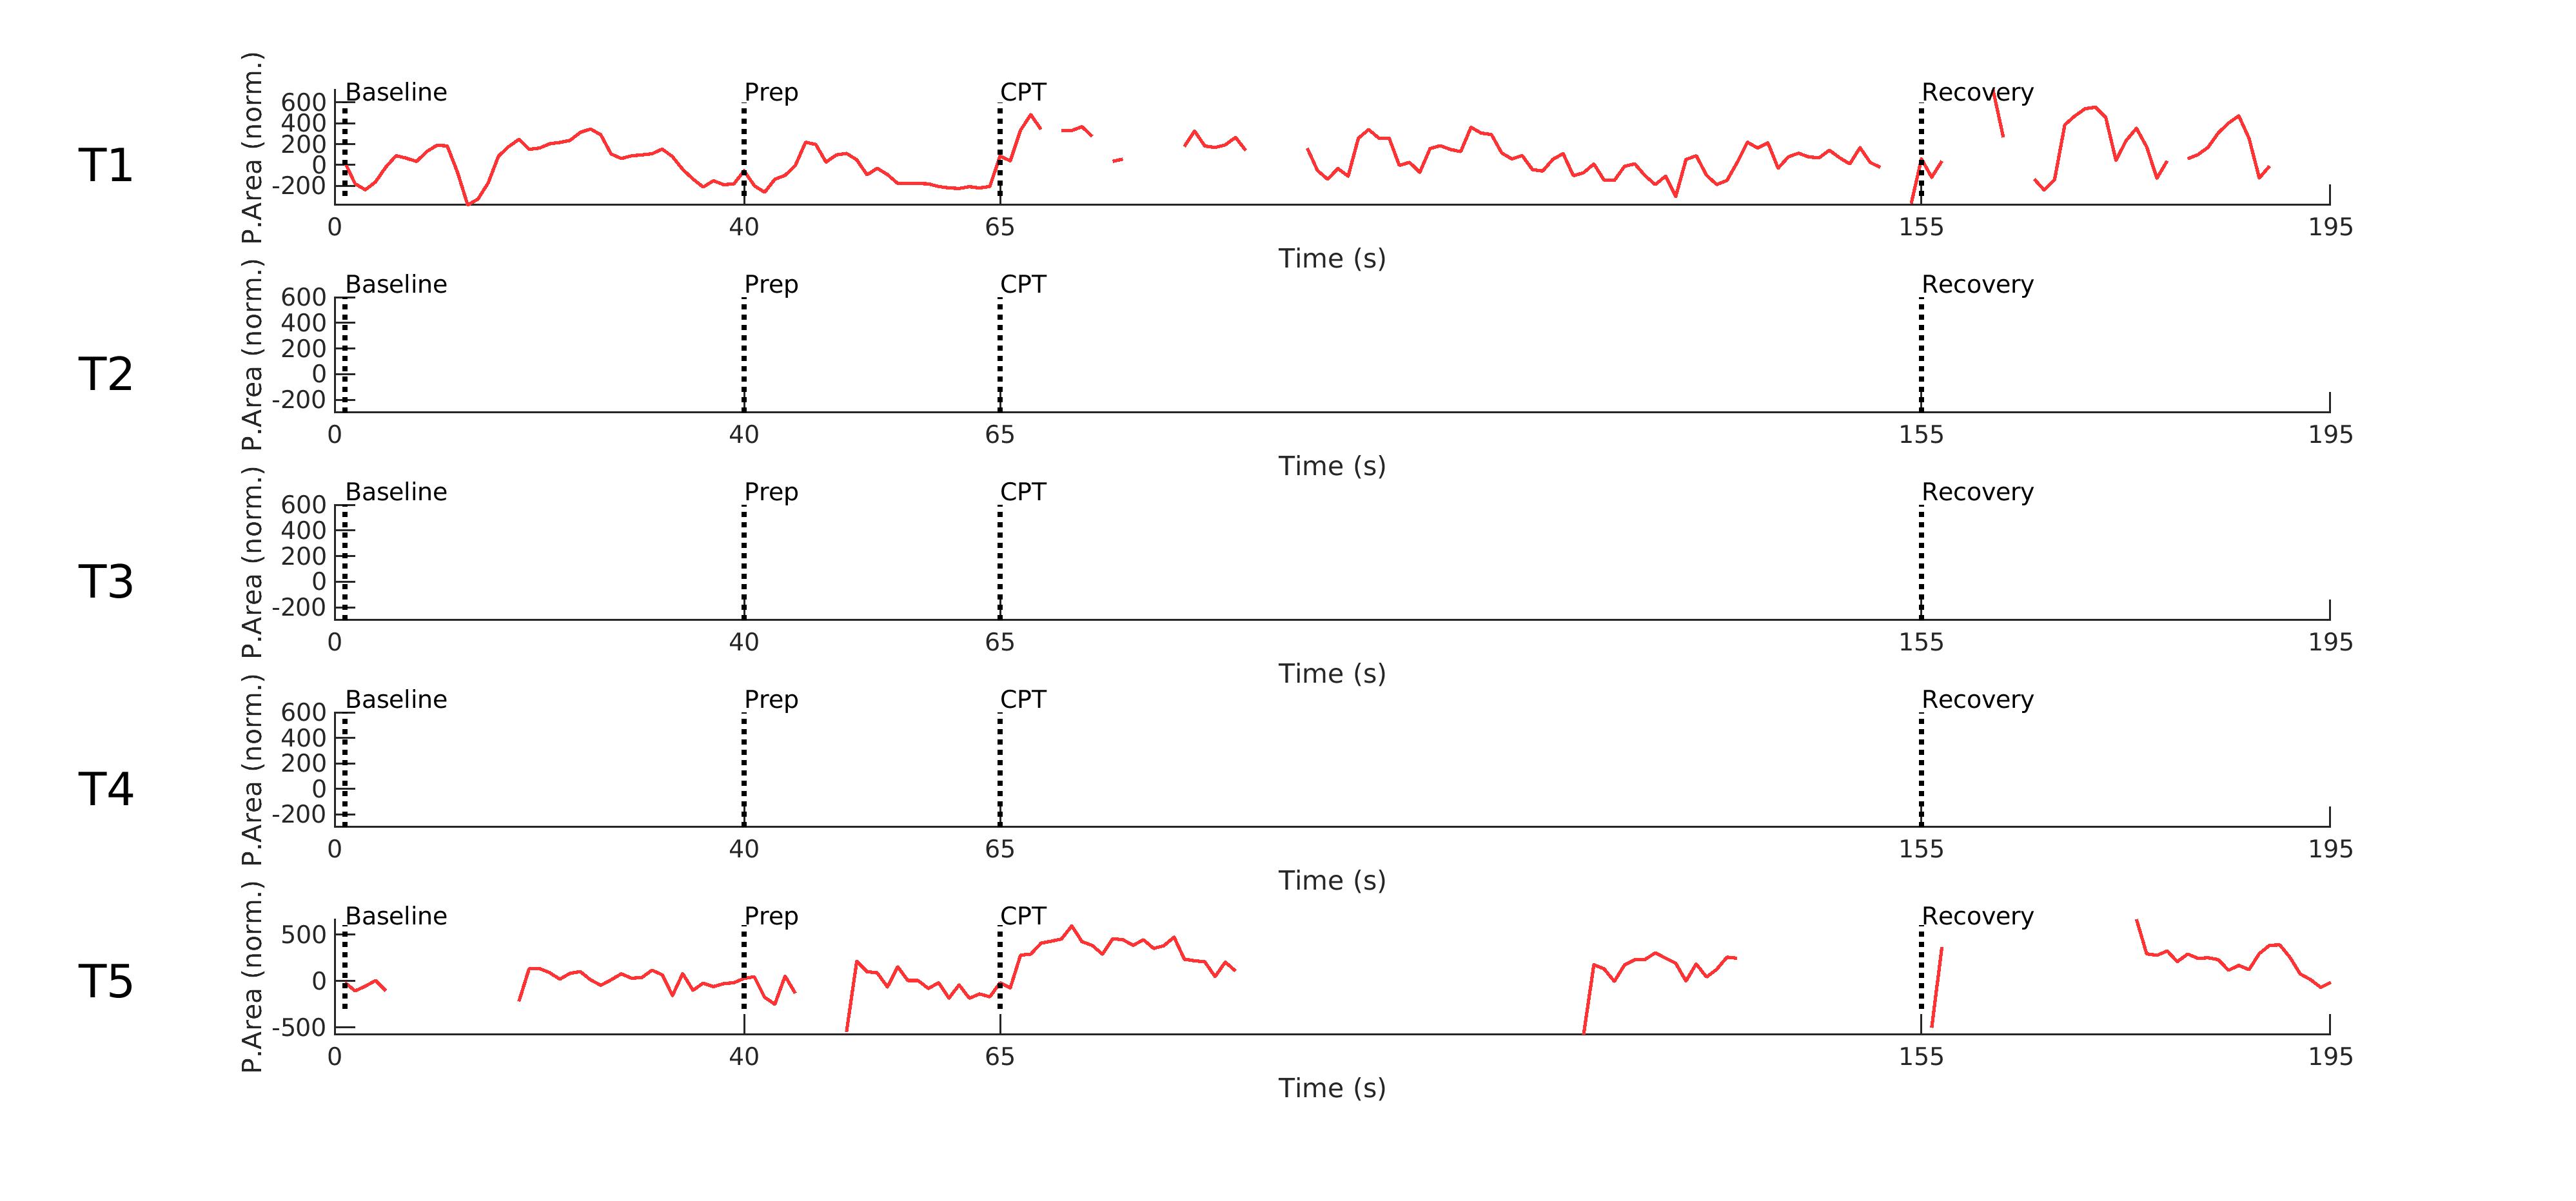 T1
P.Area (norm.)
600
400
200
0
-200
Baseline
Prep
CPT
Recovery
0 40 65 155 195
Time (s)
T2
P.Area (norm.)
600
400
200
0
-200
Baseline
Prep
CPT
Recovery
0 40 65 155 195
Time (s)
T3
P.Area (norm.)
600
400
200
0
-200
Baseline
Prep
CPT
Recovery
0 40 65 155 195
Time (s)
T4
P.Area (norm.)
600
400
200
0
-200
Baseline
Prep
CPT
Recovery
0 40 65 155 195
Time (s)
T5
P.Area (norm.)
500
0
-500
Baseline
Prep
CPT
Recovery
0 40 65 155 195
Time (s)